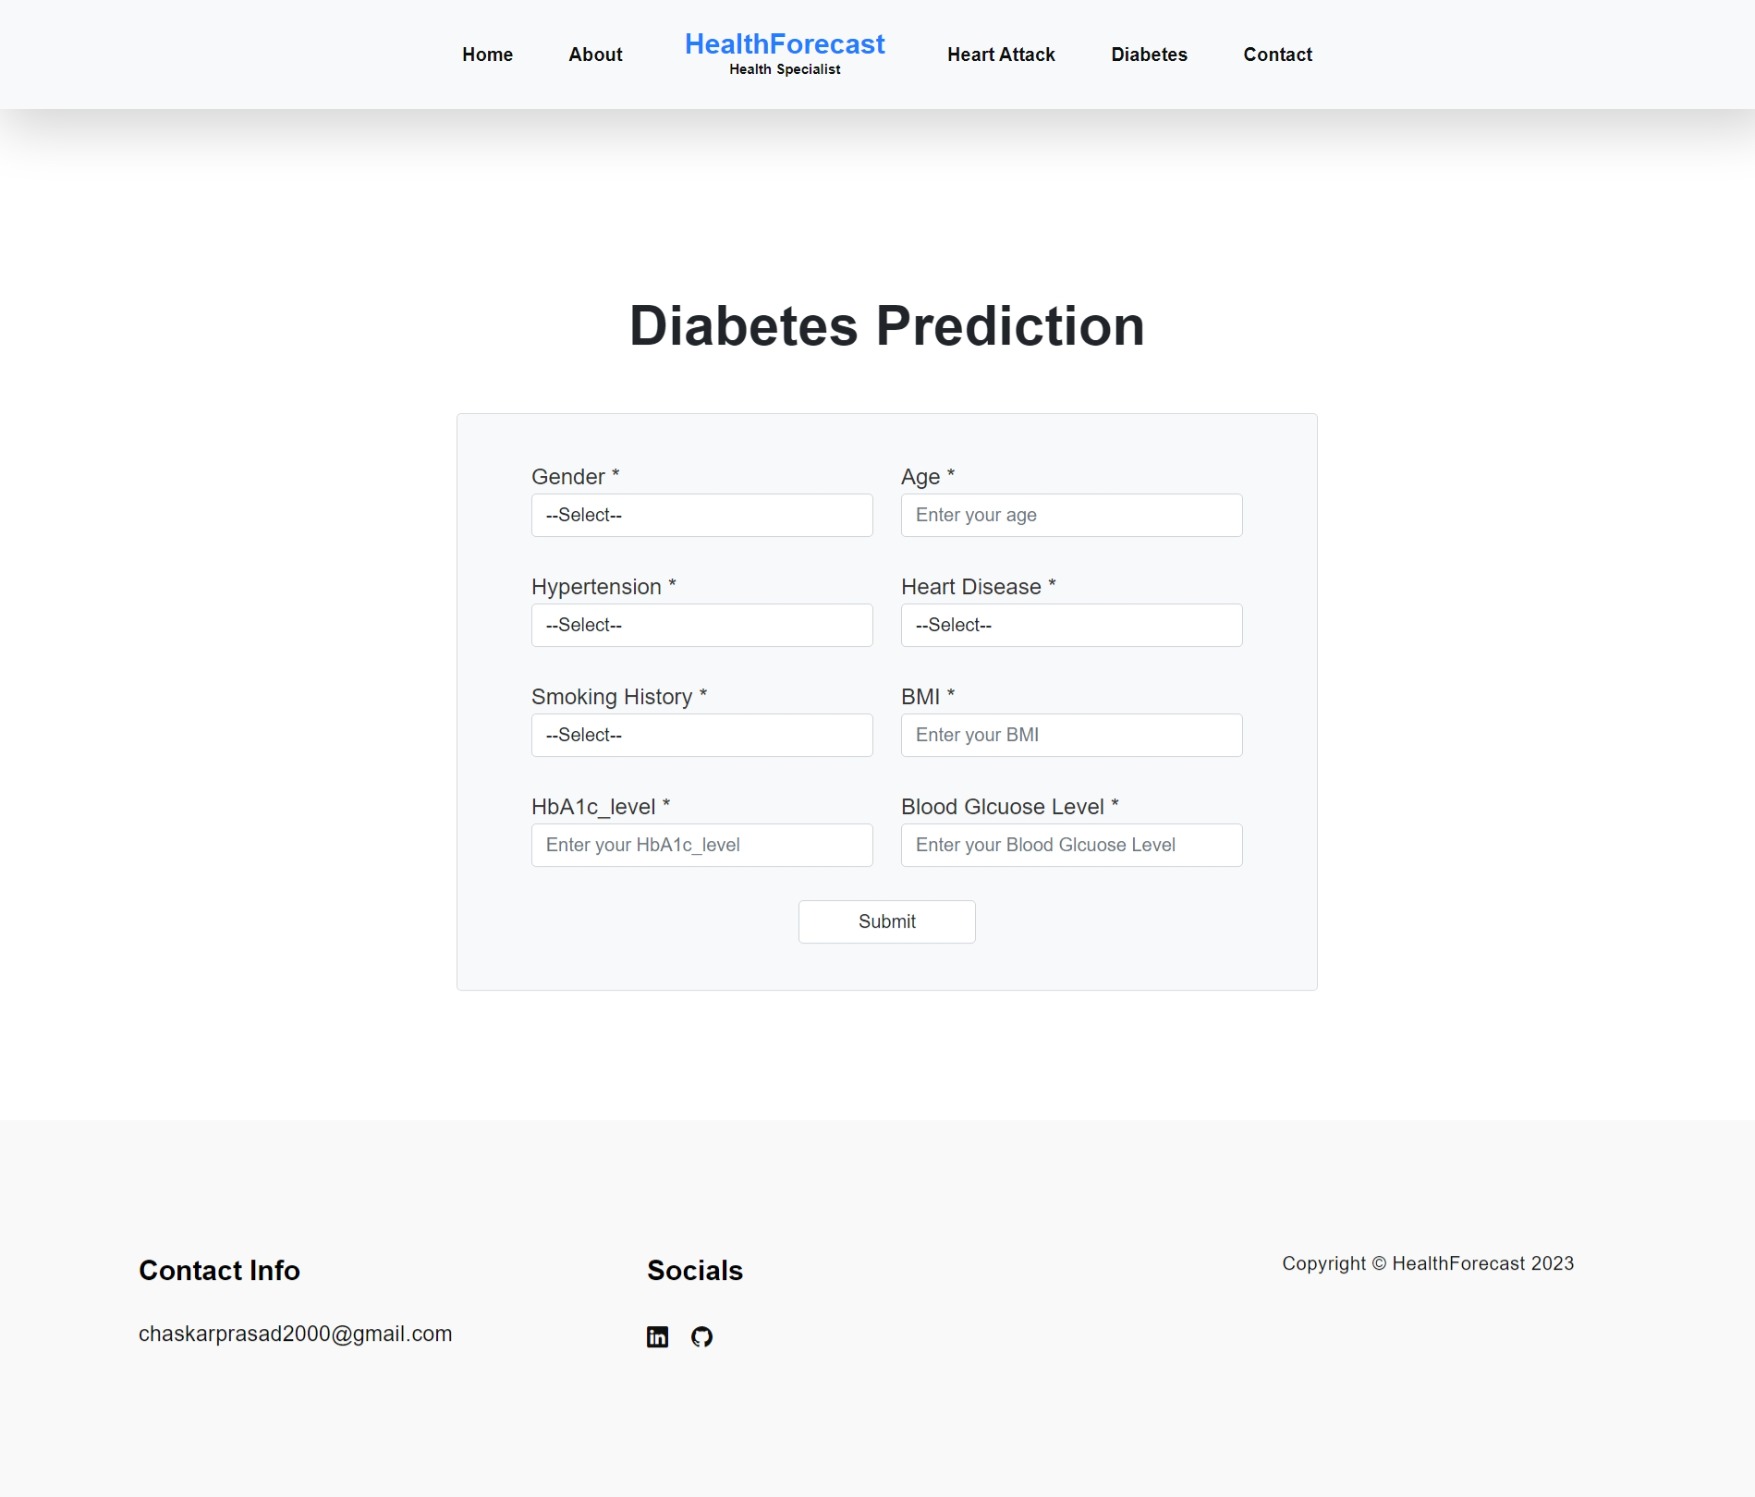 Home
About
HealthForecast
Health Specialist
Heart Attack
Diabetes
Contact
Diabetes Prediction
Gender *
--Select--
Age *
Enter your age
Hypertension *
--Select--
Heart Disease *
--Select--
Smoking History *
--Select--
BMI *
Enter your BMI
HbA1c_level *
Enter your HbA1c_level
Blood Glcuose Level *
Enter your Blood Glcuose Level
Submit
Contact Info
chaskarprasad2000@gmail.com
Socials
in
Copyright © HealthForecast 2023